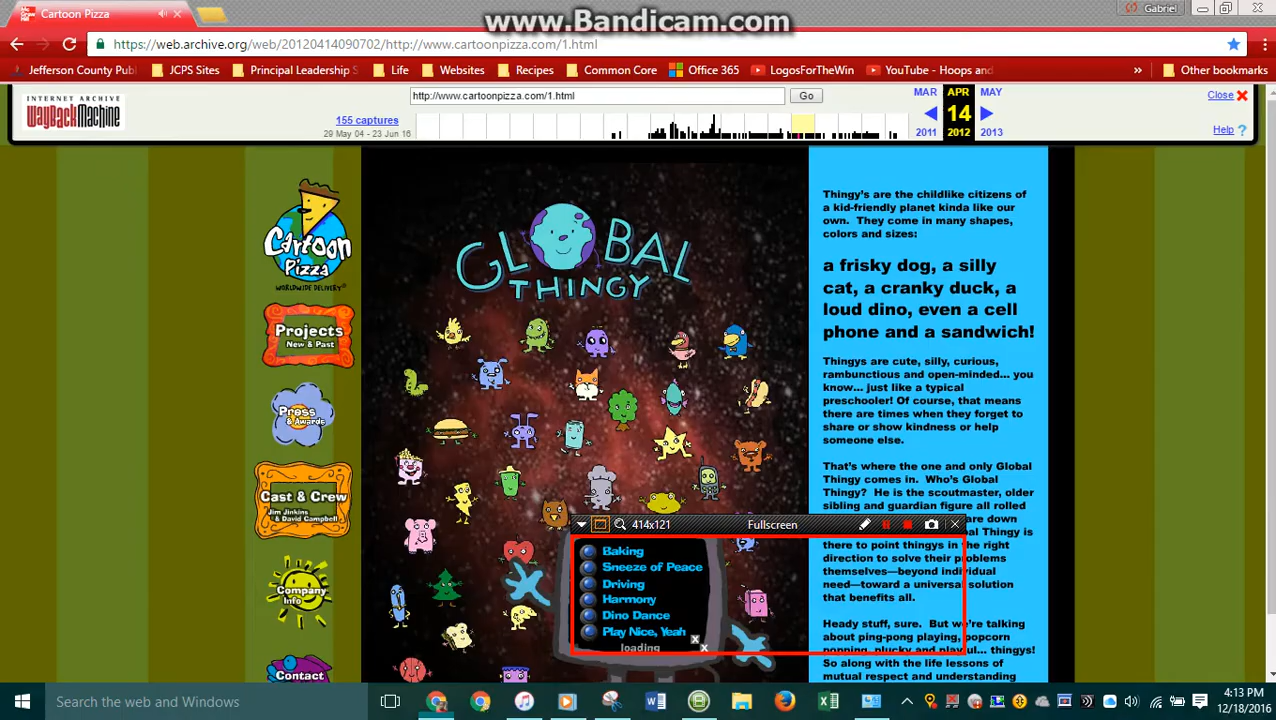 www.Bandicam.com
Cartoon Pizza
Gabriel
https://web.archive.org/web/20120414090702/http://www.cartoonpizza.com/1.html
Jefferson County Publ
JCPS Sites
Principal Leadership S
Life
Websites
Recipes
Common Core
Office 365
LogosForTheWin
YouTube - Hoops and
»
Other bookmarks
INTERNET ARCHIVE
WayBackMachine
http://www.cartoonpizza.com/1.html
Go
155 captures
29 May 04 - 23 Jun 16
MAR APR MAY
14
2011 2012 2013
Close
Help ?
Cartoon
Pizza
WORLDWIDE DELIVERY
Projects
New & Past
Press
& Awards
Cast & Crew
Jim Jinkins
& David Campbell
Company
Info
Contact
GLOBAL
THINGY
Thingy's are the childlike citizens of
a kid-friendly planet kinda like our
own. They come in many shapes,
colors and sizes:
a frisky dog, a silly
cat, a cranky duck, a
loud dino, even a cell
phone and a sandwich!
Thingys are cute, silly, curious,
rambunctious and open-minded... you
know... just like a typical
preschooler! Of course, that means
there are times when they forget to
share or show kindness or help
someone else.
That's where the one and only Global
Thingy comes in. Who's Global
Thingy? He is the scoutmaster, older
sibling and guardian figure all rolled
are down
bal Thingy is
there to point thingys in the right
direction to solve their problems
themselves—beyond individual
need—toward a universal solution
that benefits all.
Heady stuff, sure. But we're talking
about ping-pong playing, popcorn
popping, plucky and playful... thingys!
So along with the life lessons of
mutual respect and understanding
414x121
Fullscreen
Baking
Sneeze of Peace
Driving
Harmony
Dino Dance
Play Nice, Yeah
loading
Search the web and Windows
4:13 PM
12/18/2016